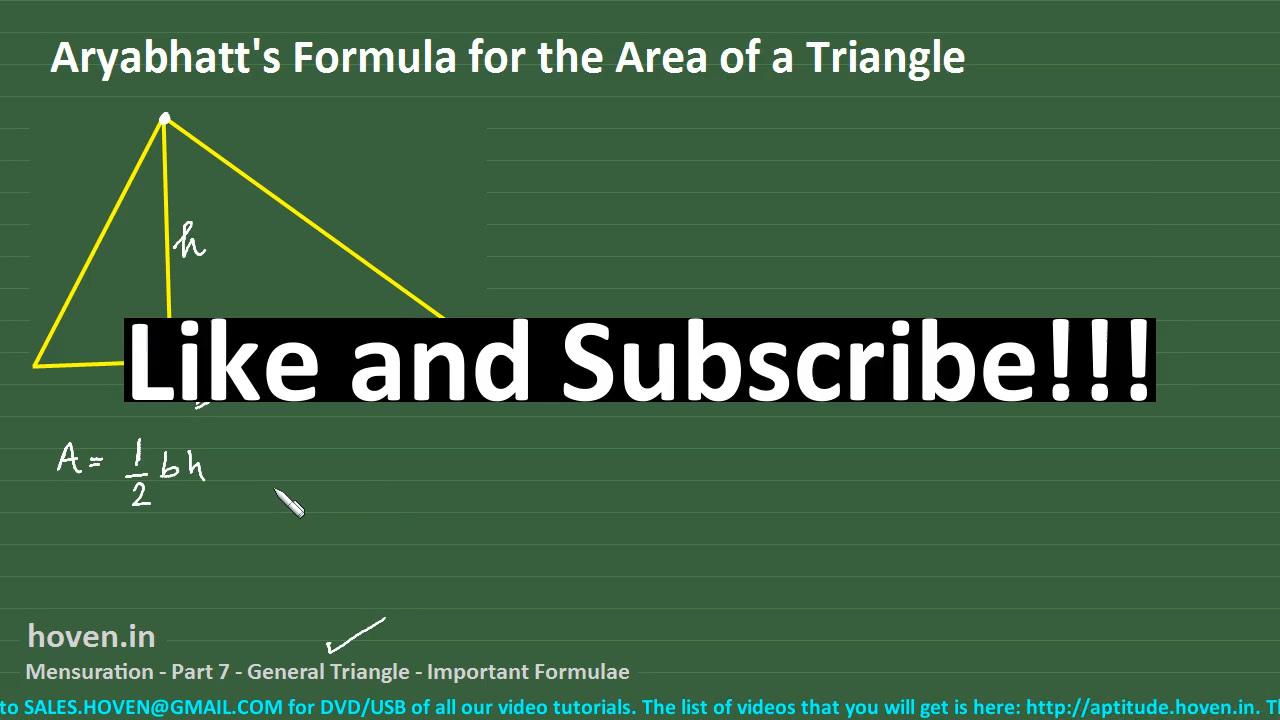 Aryabhatt's Formula for the Area of a Triangle
h
Like and Subscribe!!!
A = 1/2 bh
hoven.in
Mensuration - Part 7 - General Triangle - Important Formulae
to SALES.HOVEN@GMAIL.COM for DVD/USB of all our video tutorials. The list of videos that you will get is here: http://aptitude.hoven.in. T